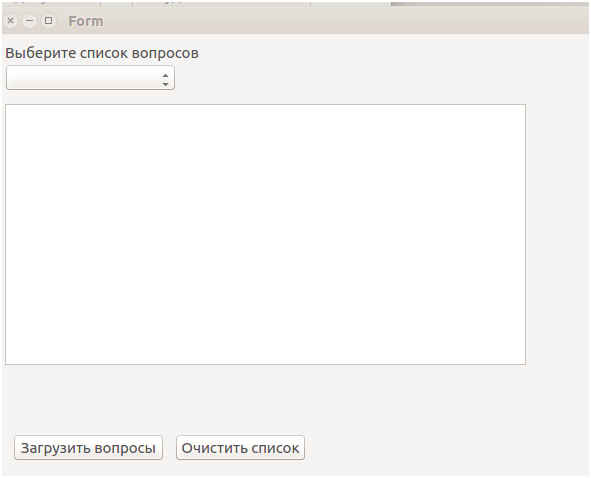 Form
Выберите список вопросов
Загрузить вопросы
Очистить список